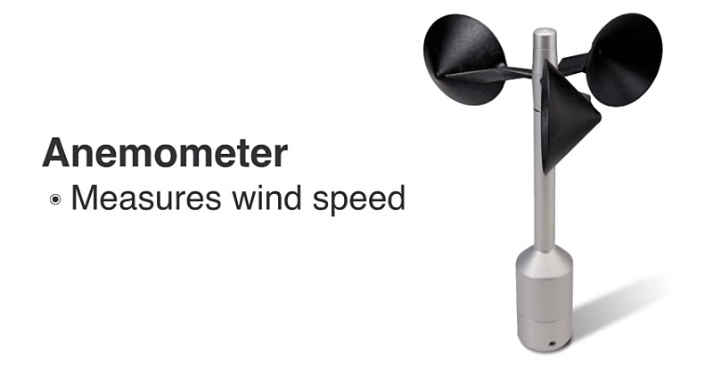 Anemometer
◉ Measures wind speed